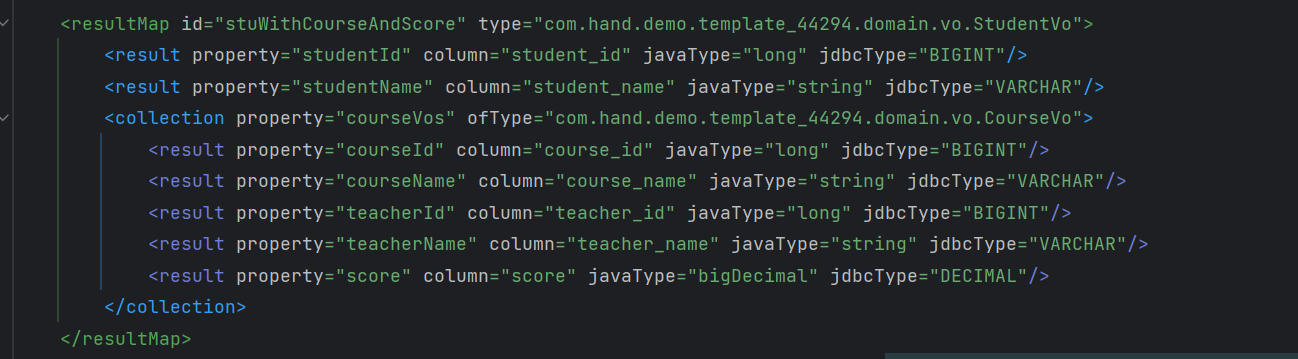 <resultMap id="stuWithCourseAndScore" type="com.hand.demo.template_44294.domain.vo.StudentVo">
<result property="studentId" column="student_id" javaType="long" jdbcType="BIGINT"/>
<result property="studentName" column="student_name" javaType="string" jdbcType="VARCHAR"/>
<collection property="courseVos" ofType="com.hand.demo.template_44294.domain.vo.CourseVo">
<result property="courseId" column="course_id" javaType="long" jdbcType="BIGINT"/>
<result property="courseName" column="course_name" javaType="string" jdbcType="VARCHAR"/>
<result property="teacherId" column="teacher_id" javaType="long" jdbcType="BIGINT"/>
<result property="teacherName" column="teacher_name" javaType="string" jdbcType="VARCHAR"/>
<result property="score" column="score" javaType="bigDecimal" jdbcType="DECIMAL"/>
</collection>
</resultMap>